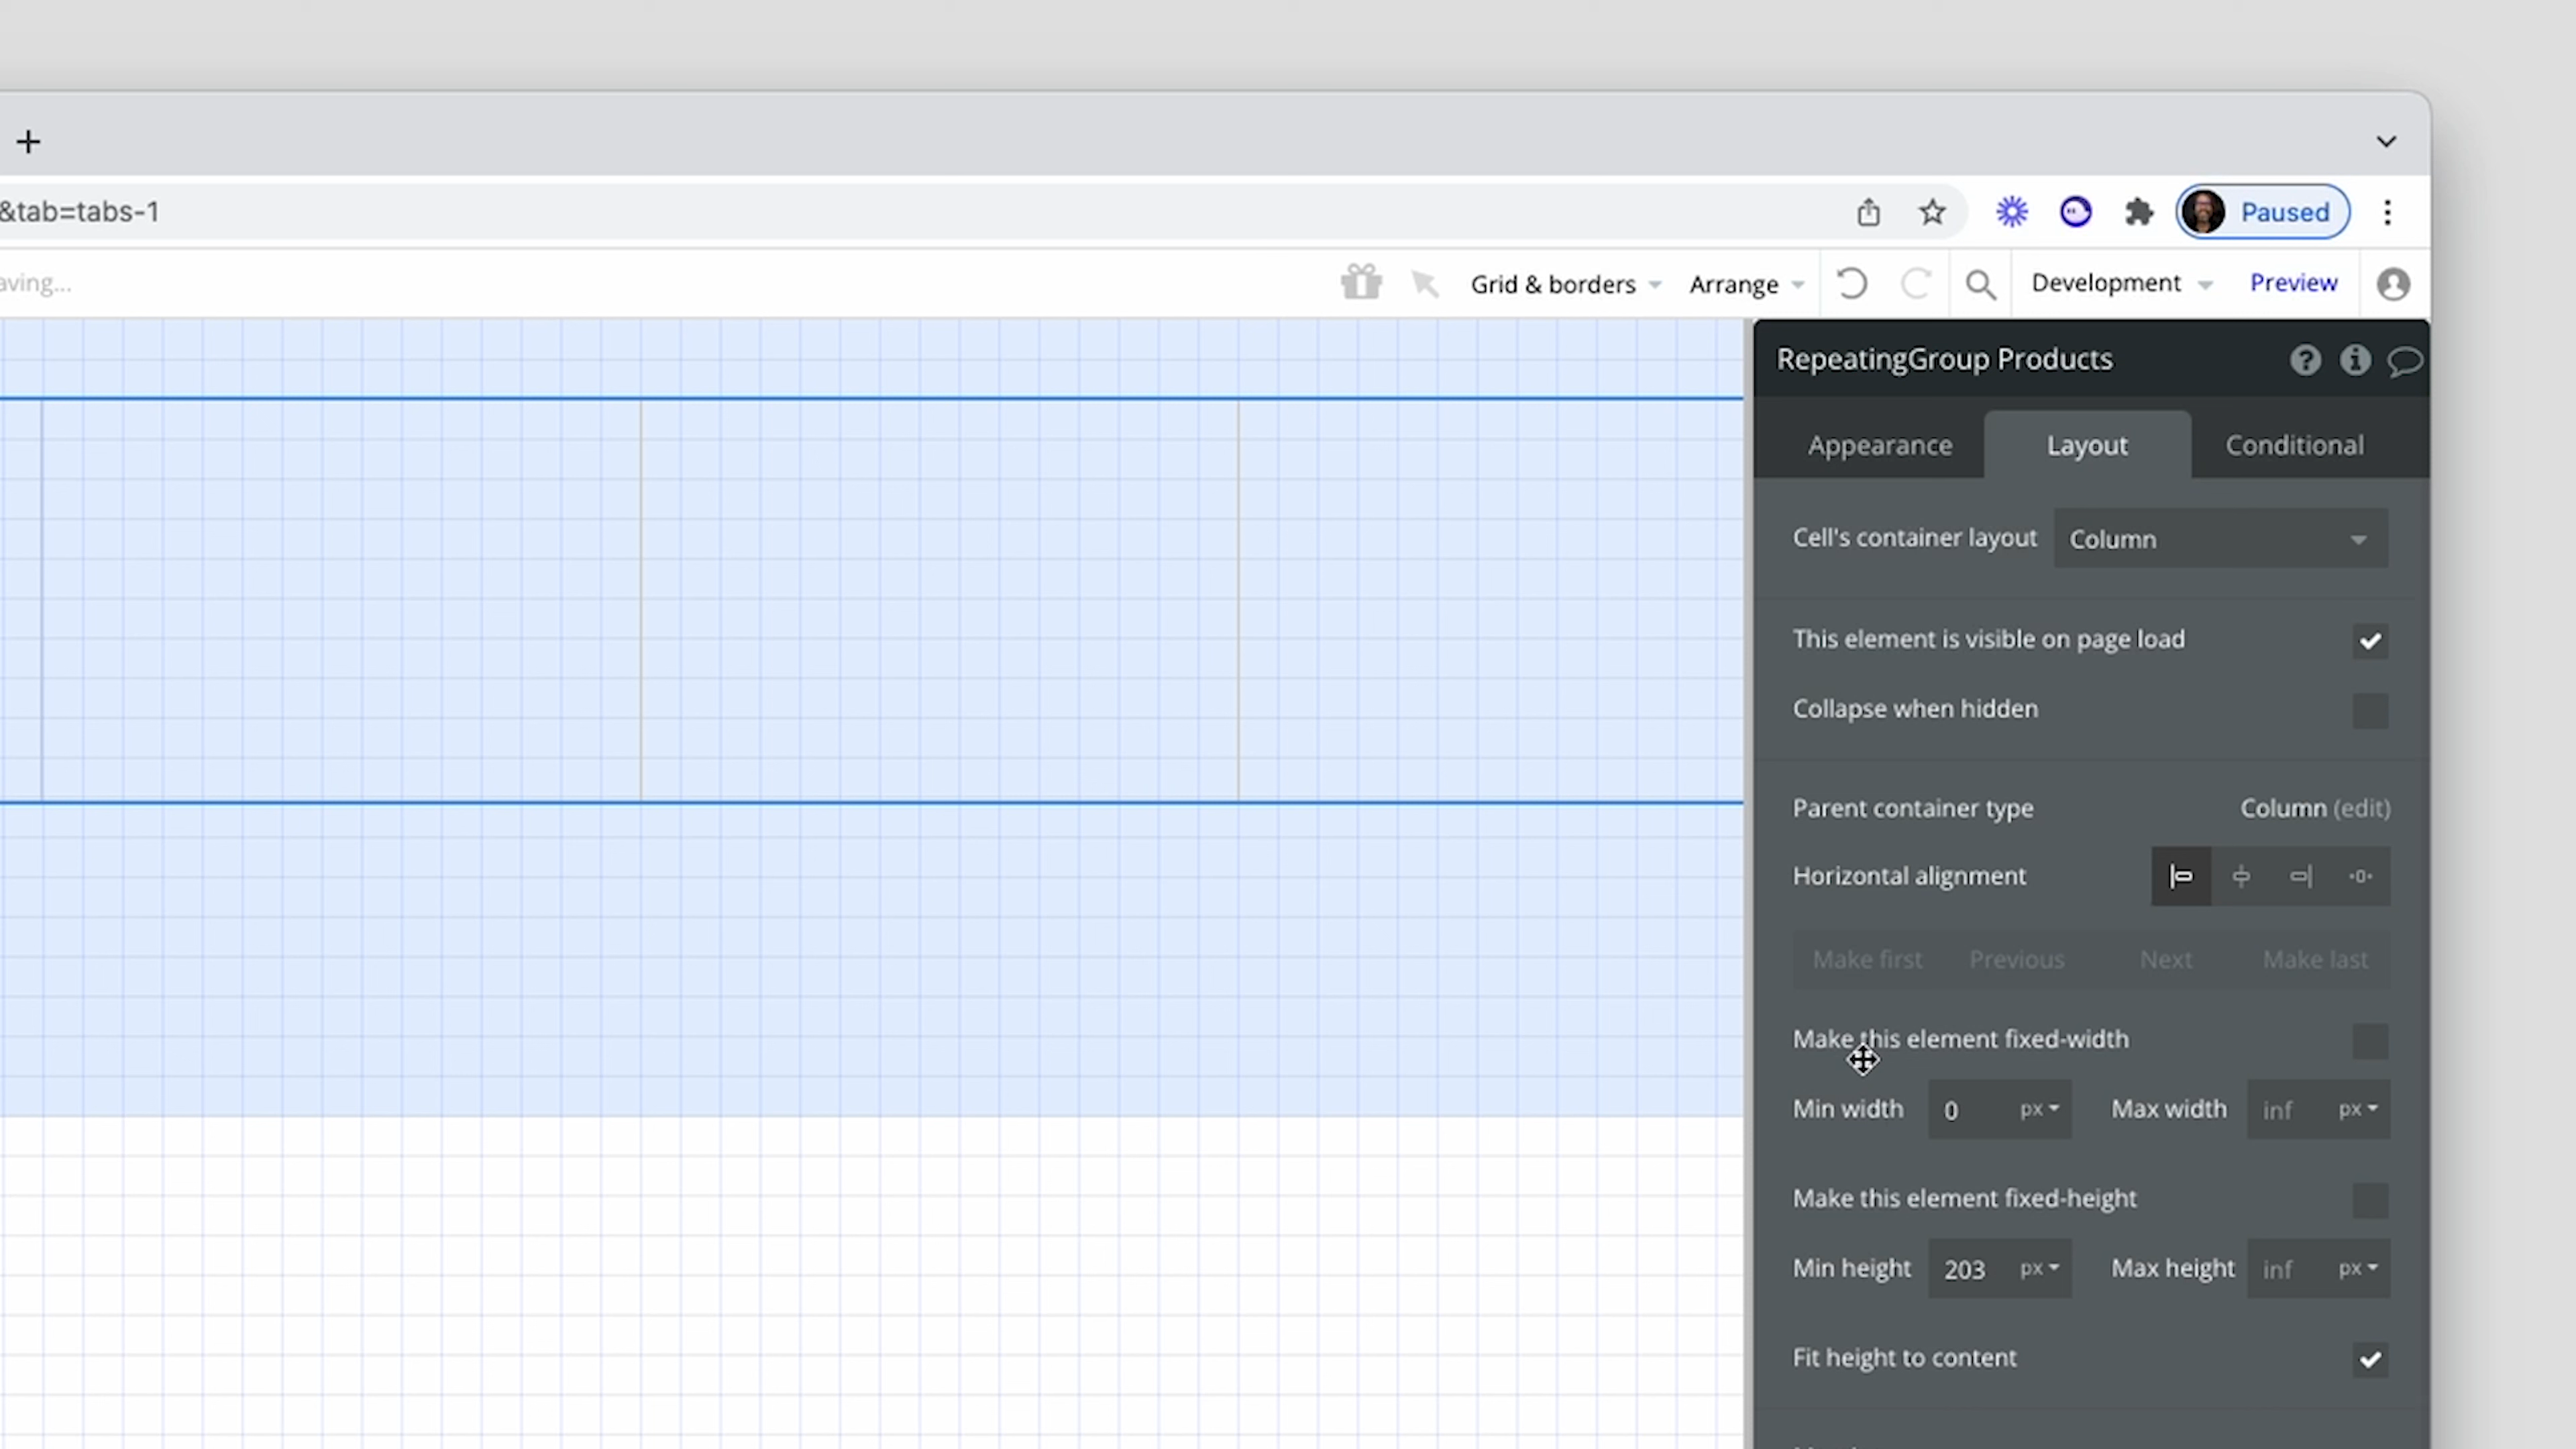 &tab=tabs-1
Paused
aving...
Grid & borders
Arrange
Development
Preview
RepeatingGroup Products
Appearance
Layout
Conditional
Cell's container layout
Column
This element is visible on page load
Collapse when hidden
Parent container type
Column (edit)
Horizontal alignment
Make first
Previous
Next
Make last
Make this element fixed-width
Min width
0
px
Max width
inf
px
Make this element fixed-height
Min height
203
px
Max height
inf
px
Fit height to content